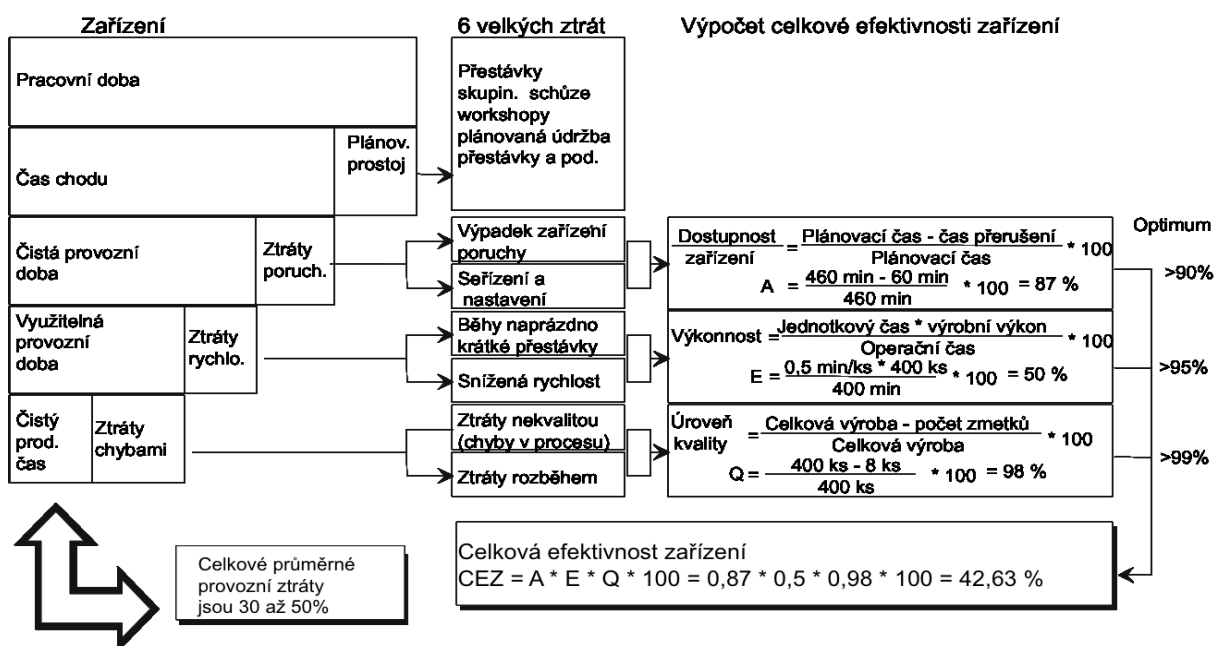 Zařízení
6 velkých ztrát
Výpočet celkové efektivnosti zařízení
Pracovní doba
Plánov.
prostoj
Čas chodu
Přestávky
skupin. schůze
workshopy
plánovaná údržba
přestávky a pod.
Čistá provozní
doba
Ztráty
poruch.
Výpadek zařízení
poruchy
Seřízení a
nastavení
Dostupnost
zařízení
= Plánovací čas - čas přerušení * 100
Plánovací čas
A = 460 min - 60 min * 100 = 87 %
460 min
Optimum
>90%
Využitelná
provozní
doba
Ztráty
rychlo.
Běhy naprázdno
krátké přestávky
Snížená rychlost
Výkonnost = Jednotkový čas * výrobní výkon * 100
Operační čas
E = 0,5 min/ks * 400 ks * 100 = 50 %
400 min
>95%
Čistý
prod.
čas
Ztráty
chybami
Ztráty nekvalitou
(chyby v procesu)
Ztráty rozběhem
Úroveň
kvality
= Celková výroba - počet zmetků * 100
Celková výroba
Q = 400 ks - 8 ks * 100 = 98 %
400 ks
>99%
Celkové průměrné
provozní ztráty
jsou 30 až 50%
Celková efektivnost zařízení
CEZ = A * E * Q * 100 = 0,87 * 0,5 * 0,98 * 100 = 42,63 %